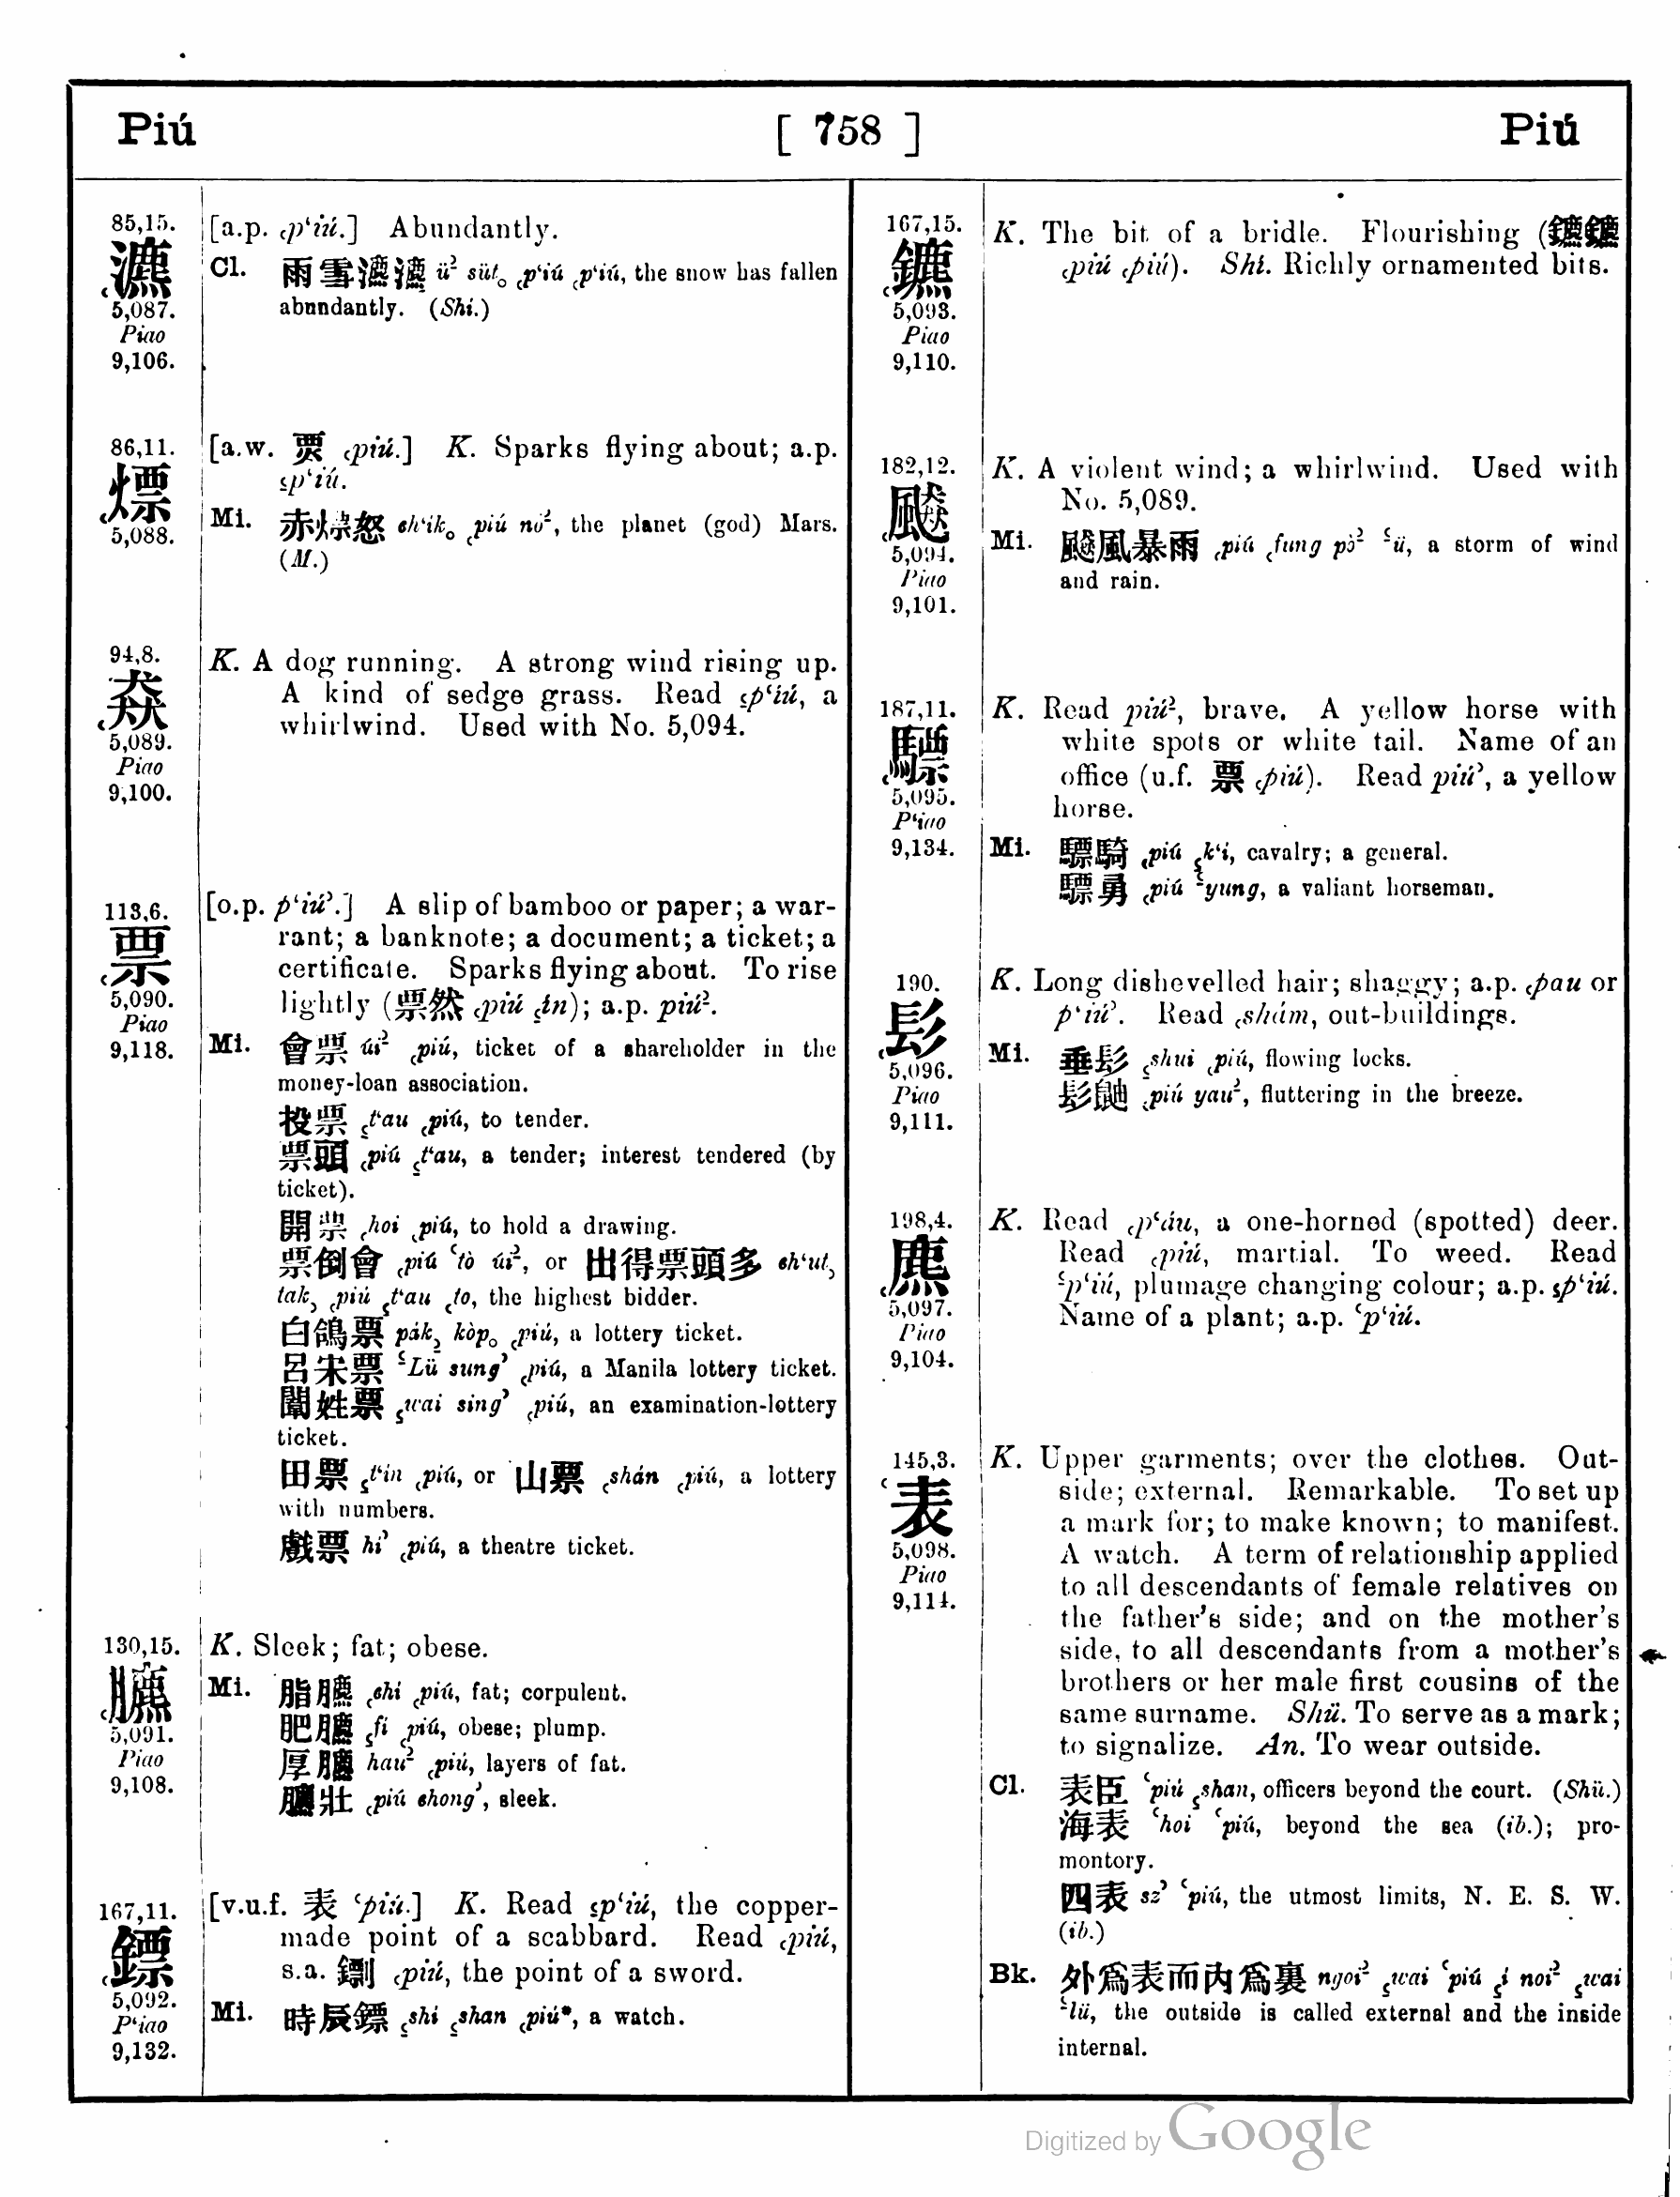 Piú [ 758 ] Piú
85,15.
瀌
5,087.
Piao
9,106.
[a.p. ꜀p‘iú.] Abundantly.
Cl. 雨雪瀌瀌 ü² süt꜀ ꜀p‘iú ꜀p‘iú, the snow has fallen
abundantly. (Shi.)
86,11.
熛
5,088.
[a.w. 票 ꜀piú.] K. Sparks flying about; a.p.
꜁p‘iú.
Mi. 赤熛怒 ch‘ik꜀ ꜀piú nò², the planet (god) Mars.
(M.)
94,8.
猋
5,089.
Piao
9,100.
K. A dog running. A strong wind rising up.
A kind of sedge grass. Read ꜁p‘iú, a
whirlwind. Used with No. 5,094.
113,6.
票
5,090.
Piao
9,118.
[o.p. p‘iú’.] A slip of bamboo or paper; a war-
rant; a banknote; a document; a ticket; a
certificate. Sparks flying about. To rise
lightly (票然 ꜀piú ꜁ín); a.p. piú².
Mi. 會票 úi² ꜀piú, ticket of a shareholder in the
money-loan association.
投票 ꜁t‘au ꜀piú, to tender.
票頭 ꜀piú ꜁t‘au, a tender; interest tendered (by
ticket).
開票 ꜀hoi ꜀piú, to hold a drawing.
票倒會 ꜀piú ‘tò úi², or 出得票頭多 ch‘ut꜆
tak꜆ ꜀piú ꜁t‘au ꜀to, the highest bidder.
白鴿票 pák꜇ kòp꜀ ꜀piú, a lottery ticket.
呂宋票 ‘Lü sung’ ꜀piú, a Manila lottery ticket.
闈姓票 ꜁wai sing’ ꜀piú, an examination-lottery
ticket.
田票 ꜁t‘ín ꜀piú, or 山票 ꜀shán ꜀piú, a lottery
with numbers.
戲票 hí’ ꜀piú, a theatre ticket.
130,15.
臕
5,091.
Piao
9,108.
K. Sleek; fat; obese.
Mi. 脂臕 ꜀chí ꜀piú, fat; corpulent.
肥臕 ꜁fí ꜀piú, obese; plump.
厚臕 hau² ꜀piú, layers of fat.
臕壯 ꜀piú chong’, sleek.
167,11.
鏢
5,092.
P‘iao
9,132.
[v.u.f. 表 ‘piú.] K. Read ꜁p‘iú, the copper-
made point of a scabbard. Read ꜀piú,
s.a. ꜀piú, the point of a sword.
Mi. 時辰鏢 ꜁shí ꜁shan ꜀piú*, a watch.
167,15.
鑣
5,093.
Piao
9,110.
K. The bit of a bridle. Flourishing (鑣鑣
꜀piú ꜀piú). Shi. Richly ornamented bits.
182,12.
飈
5,094.
Piao
9,101.
K. A violent wind; a whirlwind. Used with
No. 5,089.
Mi. 飈風暴雨 ꜀piú ꜀fung pò² ‘ü, a storm of wind
and rain.
187,11.
驃
5,095.
P‘iao
9,134.
K. Read piú², brave. A yellow horse with
white spots or white tail. Name of an
office (u.f. 票 ꜀piú). Read piú’, a yellow
horse.
Mi. 驃騎 ꜀piú ꜁k‘i, cavalry; a general.
驃勇 ꜀piú ‘yung, a valiant horseman.
190.
髟
5,096.
Piao
9,111.
K. Long dishevelled hair; shaggy; a.p. ꜀pau or
p‘iú’. Read ꜀shám, out-buildings.
Mi. 垂髟 ꜁shui ꜀piú, flowing locks.
髟鼬 ꜀piú yau², fluttering in the breeze.
198,4.
麃
5,097.
Piao
9,104.
K. Read ꜀p‘áu, a one-horned (spotted) deer.
Read ꜀piú, martial. To weed. Read
‘p‘iú, plumage changing colour; a.p. ꜁p‘iú.
Name of a plant; a.p. ‘p‘iú.
145,3.
表
5,098.
Piao
9,114.
K. Upper garments; over the clothes. Out-
side; external. Remarkable. To set up
a mark for; to make known; to manifest.
A watch. A term of relationship applied
to all descendants of female relatives on
the father's side; and on the mother's
side, to all descendants from a mother's
brothers or her male first cousins of the
same surname. Shü. To serve as a mark;
to signalize. An. To wear outside.
Cl. 表臣 ‘piú ꜁shan, officers beyond the court. (Shü.)
海表 ‘hoi ‘piú, beyond the sea (ib.); pro-
montory.
四表 sz’ ‘piú, the utmost limits, N. E. S. W.
(ib.)
Bk. 外爲表而內爲裏 ngoi² ꜁wai ‘piú ꜁í noi² ꜁wai
‘lü, the outside is called external and the inside
internal.
Digitized by Google